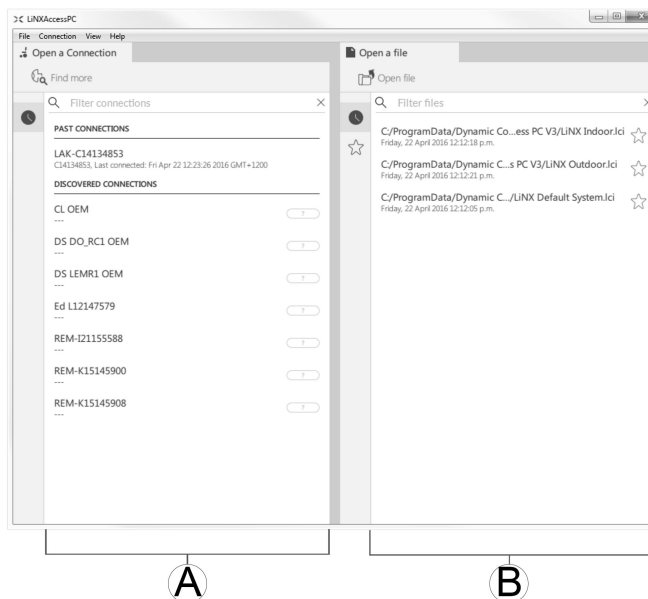 LiNXAccessPC
File Connection View Help
Open a Connection
Find more
Filter connections
PAST CONNECTIONS
LAK-C14134853
C14134853, Last connected: Fri Apr 22 12:23:26 2016 GMT+1200
DISCOVERED CONNECTIONS
CL OEM
---
?
DS DO_RC1 OEM
---
?
DS LEMR1 OEM
---
?
Ed L12147579
---
?
REM-I21155588
---
?
REM-K15145900
---
?
REM-K15145908
---
?
Open a file
Open file
Filter files
C:/ProgramData/Dynamic Co...ess PC V3/LiNX Indoor.lci
Friday, 22 April 2016 12:12:18 p.m.
C:/ProgramData/Dynamic C...s PC V3/LiNX Outdoor.lci
Friday, 22 April 2016 12:12:21 p.m.
C:/ProgramData/Dynamic C.../LiNX Default System.lci
Friday, 22 April 2016 12:12:05 p.m.
A
B